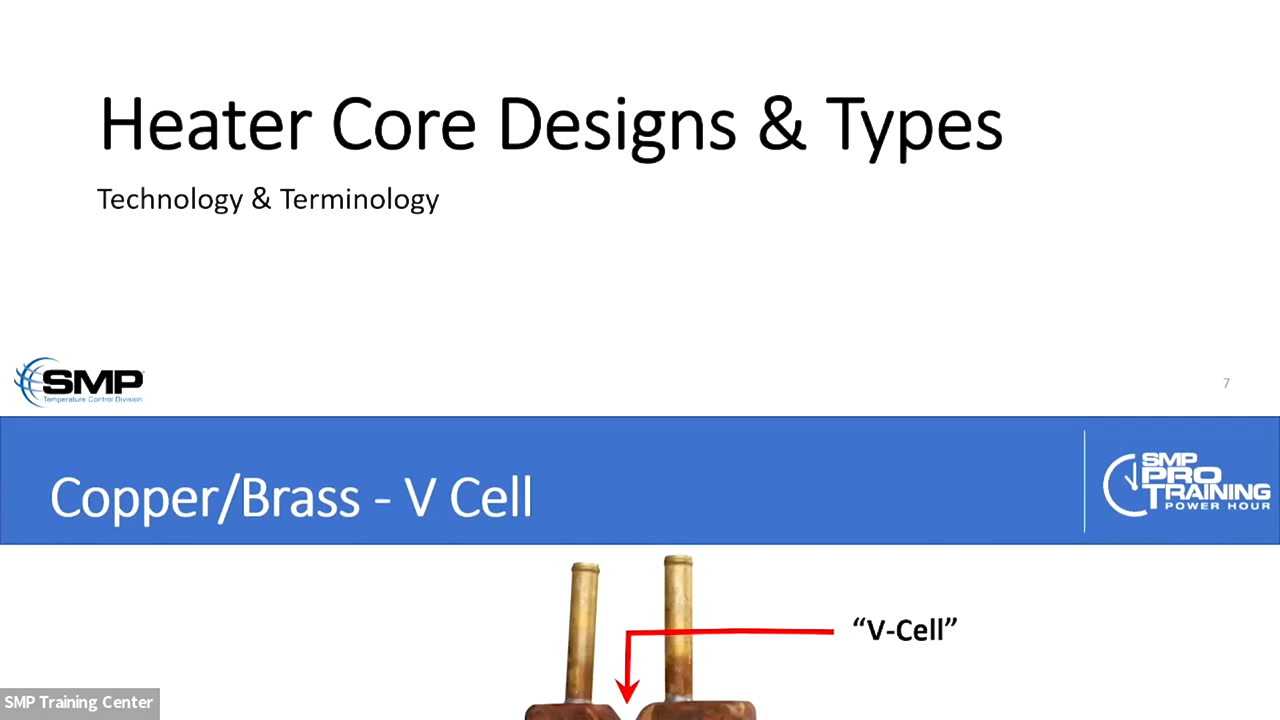 Heater Core Designs & Types
Technology & Terminology
SMP
Temperature Control Division
7
Copper/Brass - V Cell
SMP
PRO
TRAINING
POWER HOUR
“V-Cell”
SMP Training Center